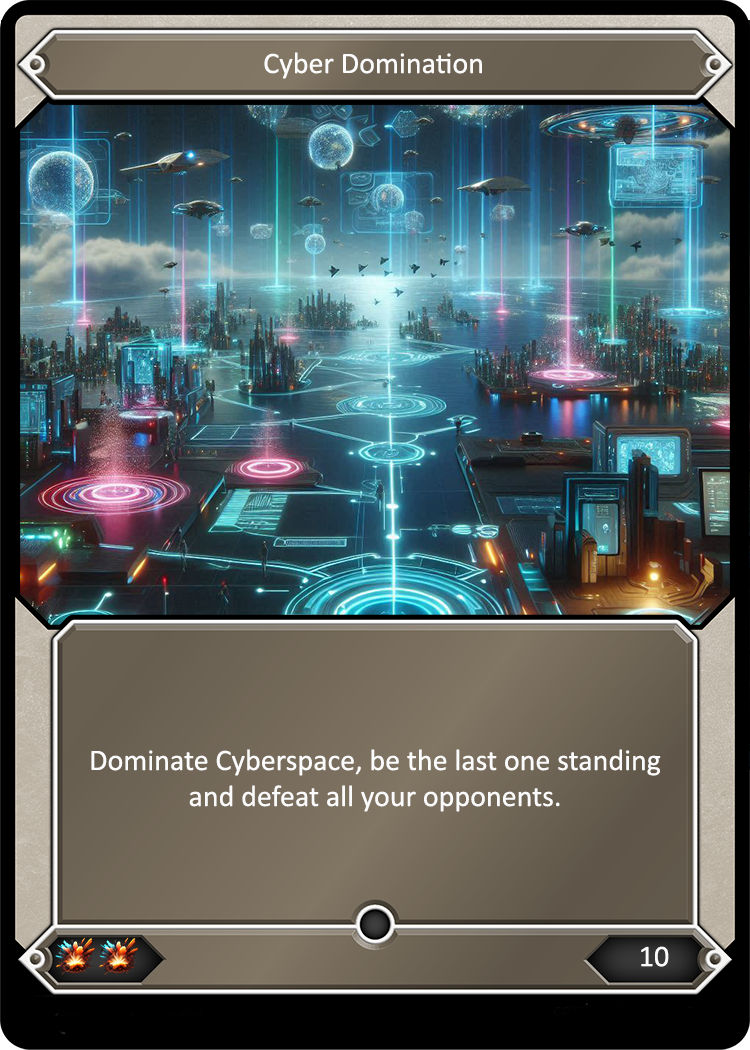 Cyber Domination
Dominate Cyberspace, be the last one standing
and defeat all your opponents.
10